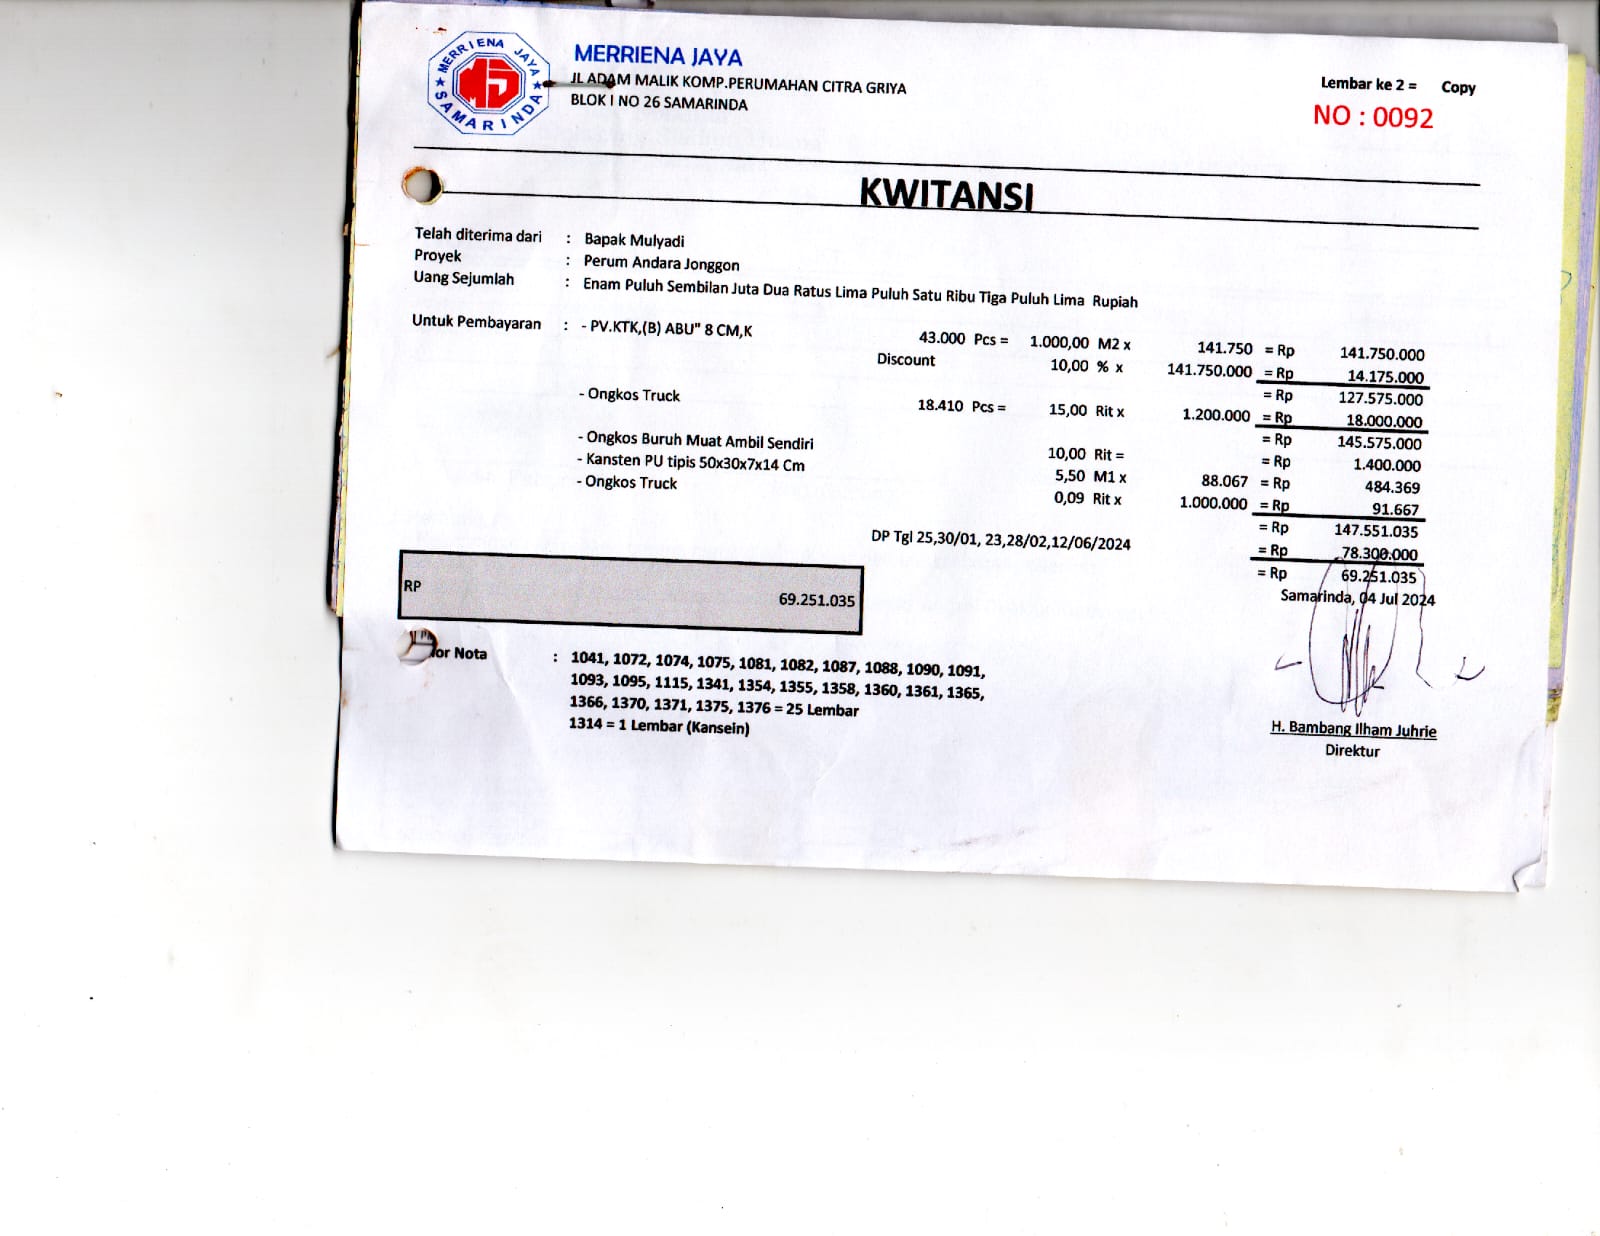 MERRIENA JAYA
★ SAMARINDA ★
MERRIENA JAYA
JL ADAM MALIK KOMP.PERUMAHAN CITRA GRIYA
BLOK I NO 26 SAMARINDA
Lembar ke 2 = Copy
NO : 0092
KWITANSI
Telah diterima dari : Bapak Mulyadi
Proyek : Perum Andara Jonggon
Uang Sejumlah : Enam Puluh Sembilan Juta Dua Ratus Lima Puluh Satu Ribu Tiga Puluh Lima Rupiah
Untuk Pembayaran : - PV.KTK,(B) ABU" 8 CM,K 43.000 Pcs = 1.000,00 M2 x 141.750 = Rp 141.750.000
Discount 10,00 % x 141.750.000 = Rp 14.175.000
= Rp 127.575.000
- Ongkos Truck 18.410 Pcs = 15,00 Rit x 1.200.000 = Rp 18.000.000
= Rp 145.575.000
- Ongkos Buruh Muat Ambil Sendiri 10,00 Rit = = Rp 1.400.000
- Kansten PU tipis 50x30x7x14 Cm 5,50 M1 x 88.067 = Rp 484.369
- Ongkos Truck 0,09 Rit x 1.000.000 = Rp 91.667
= Rp 147.551.035
DP Tgl 25,30/01, 23,28/02,12/06/2024 = Rp 78.300.000
= Rp 69.251.035
RP 69.251.035
Samarinda, 04 Jul 2024
or Nota : 1041, 1072, 1074, 1075, 1081, 1082, 1087, 1088, 1090, 1091,
1093, 1095, 1115, 1341, 1354, 1355, 1358, 1360, 1361, 1365,
1366, 1370, 1371, 1375, 1376 = 25 Lembar
1314 = 1 Lembar (Kansein)
H. Bambang Ilham Juhrie
Direktur